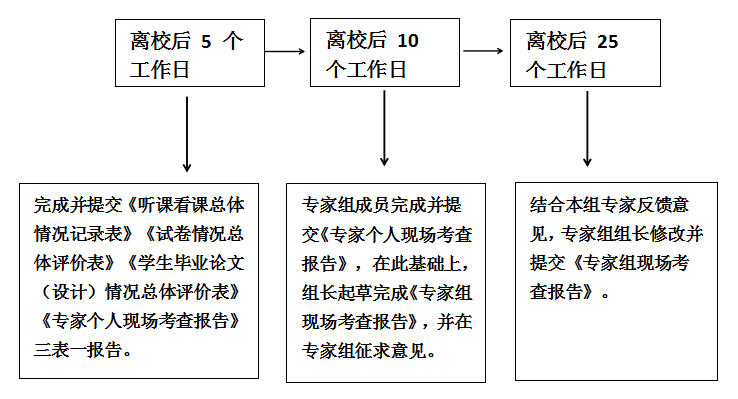 离校后 5 个
工作日
离校后 10
个工作日
离校后 25
个工作日
完成并提交《听课看课总体
情况记录表》《试卷情况总
体评价表》《学生毕业论文
（设计）情况总体评价表》
《专家个人现场考查报告》
三表一报告。
专家组成员完成并提
交《专家个人现场考查
报告》，在此基础上，
组长起草完成《专家组
现场考查报告》，并在
专家组征求意见。
结合本组专家反馈意
见，专家组组长修改并
提交《专家组现场考
查报告》。